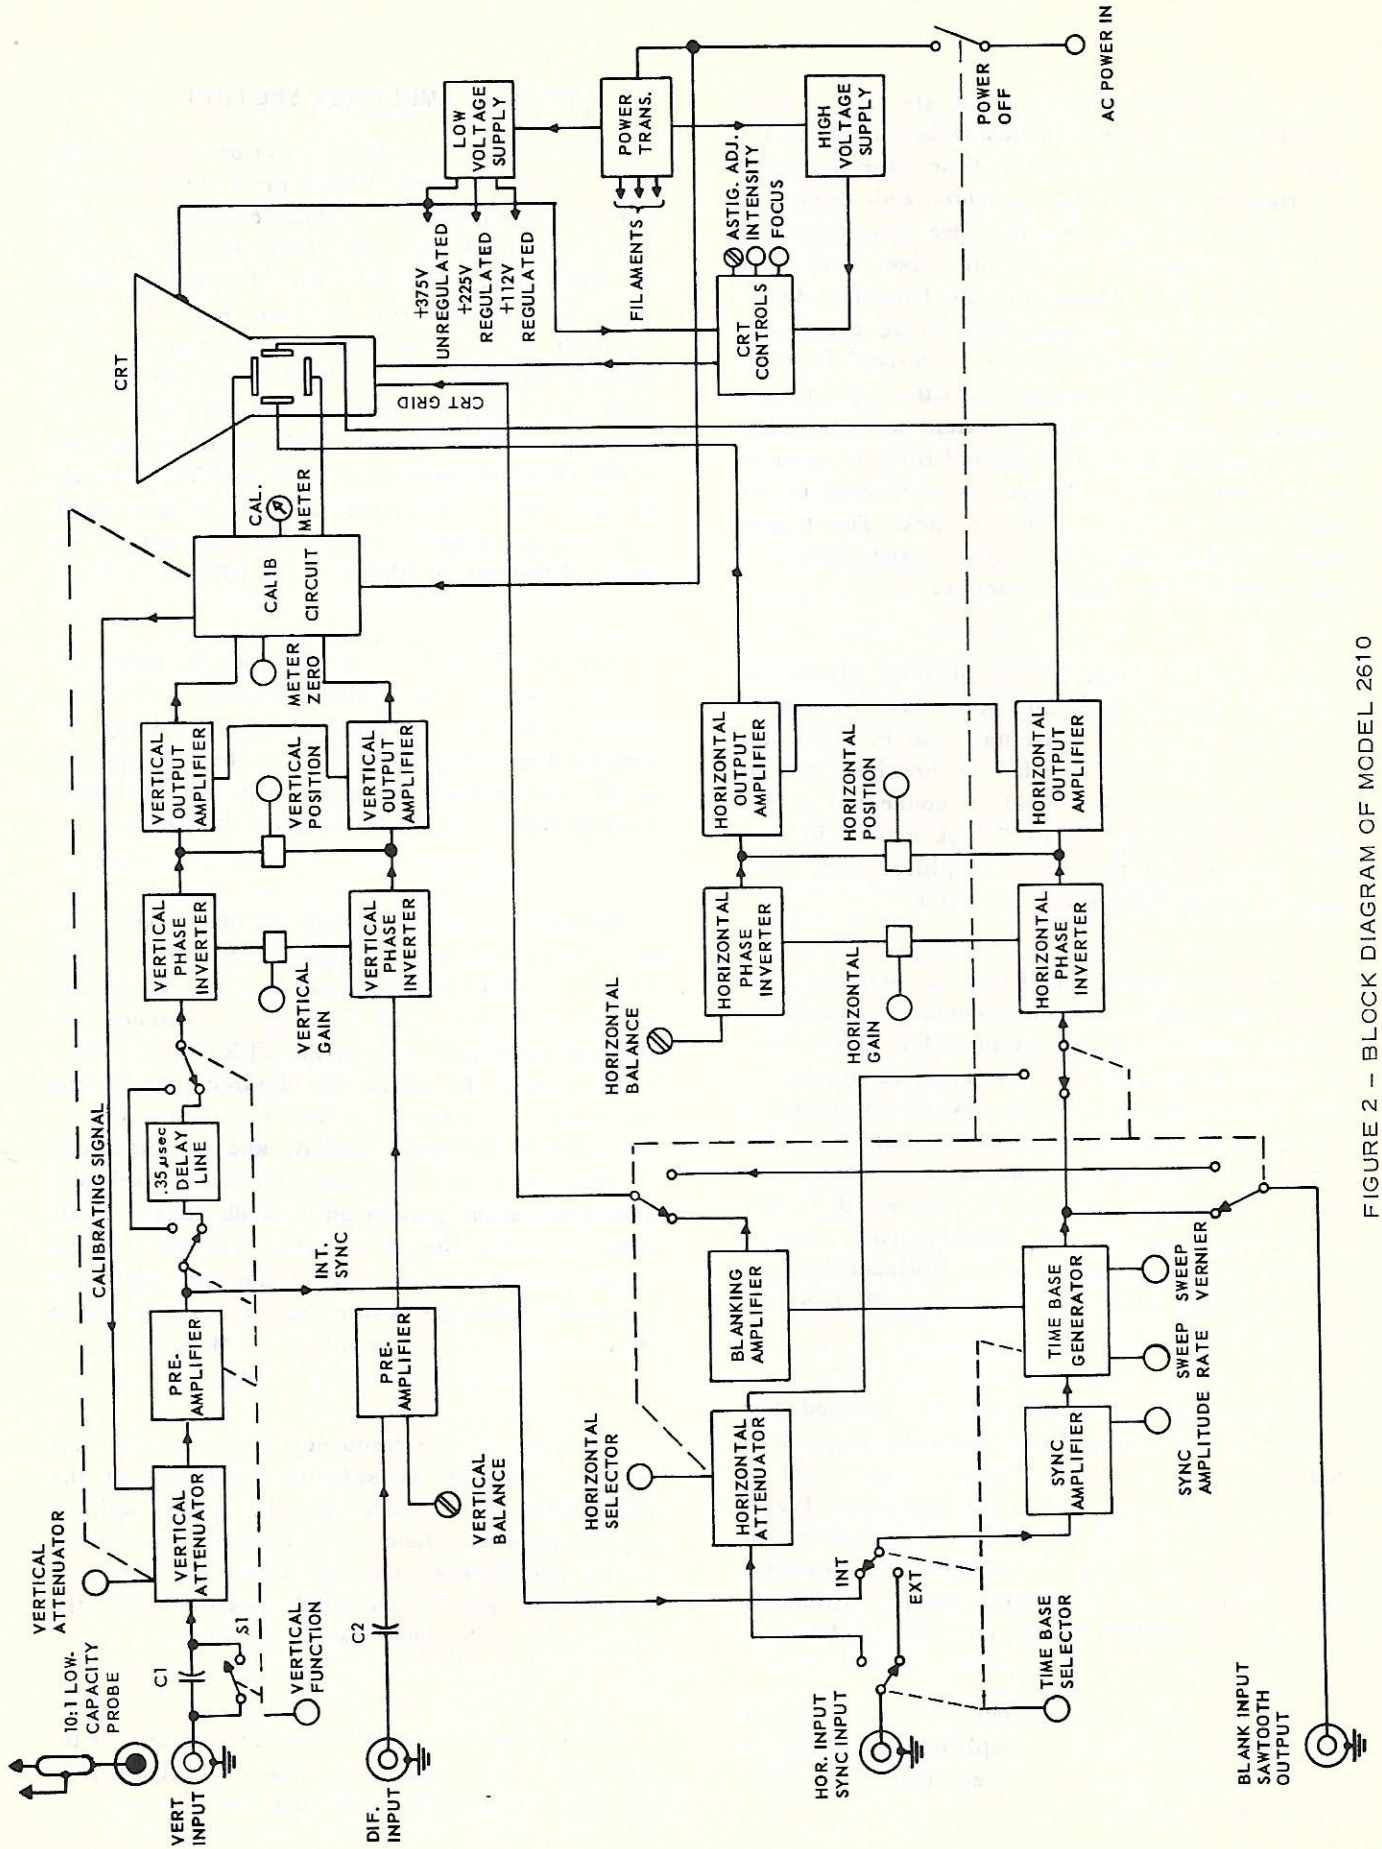 10:1 LOW-
CAPACITY
PROBE
VERT
INPUT
C1
S1
VERTICAL
FUNCTION
VERTICAL
ATTENUATOR
VERTICAL
ATTENUATOR
PRE-
AMPLIFIER
CALIBRATING SIGNAL
.35µsec
DELAY
LINE
INT.
SYNC
VERTICAL
PHASE
INVERTER
VERTICAL
GAIN
VERTICAL
OUTPUT
AMPLIFIER
VERTICAL
POSITION
DIF.
INPUT
C2
VERTICAL
BALANCE
PRE-
AMPLIFIER
VERTICAL
PHASE
INVERTER
VERTICAL
OUTPUT
AMPLIFIER
METER
ZERO
CALIB
CIRCUIT
CAL.
METER
CRT
CRT GRID
+375V
UNREGULATED
+225V
REGULATED
+112V
REGULATED
LOW
VOLTAGE
SUPPLY
FILAMENTS
POWER
TRANS.
CRT
CONTROLS
ASTIG. ADJ.
INTENSITY
FOCUS
HIGH
VOLTAGE
SUPPLY
POWER
OFF
AC POWER IN
HORIZONTAL
SELECTOR
HORIZONTAL
ATTENUATOR
BLANKING
AMPLIFIER
HORIZONTAL
BALANCE
HORIZONTAL
PHASE
INVERTER
HORIZONTAL
GAIN
HORIZONTAL
OUTPUT
AMPLIFIER
HORIZONTAL
POSITION
HOR. INPUT
SYNC INPUT
INT
EXT
TIME BASE
SELECTOR
SYNC
AMPLIFIER
SYNC
AMPLITUDE
TIME BASE
GENERATOR
SWEEP
RATE
SWEEP
VERNIER
HORIZONTAL
PHASE
INVERTER
HORIZONTAL
OUTPUT
AMPLIFIER
BLANK INPUT
SAWTOOTH
OUTPUT
FIGURE 2 – BLOCK DIAGRAM OF MODEL 2610